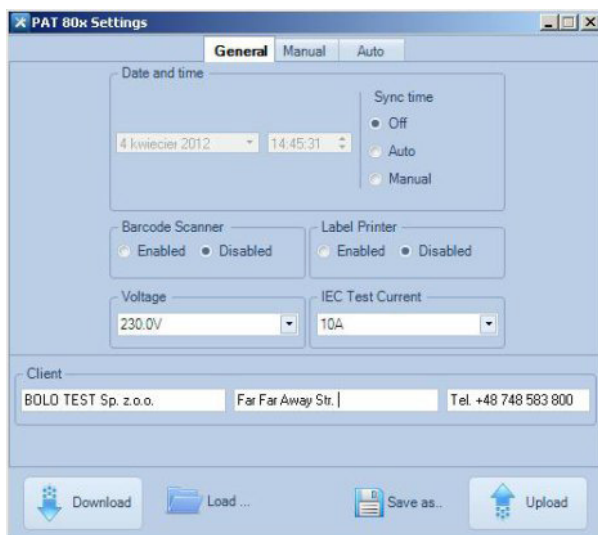 PAT 80x Settings
General Manual Auto
Date and time
4 kwiecier 2012 14:45:31
Sync time
Off
Auto
Manual
Barcode Scanner
Enabled Disabled
Label Printer
Enabled Disabled
Voltage
230.0V
IEC Test Current
10A
Client
BOLO TEST Sp. z.o.o. Far Far Away Str. Tel. +48 748 583 800
Download Load ... Save as.. Upload